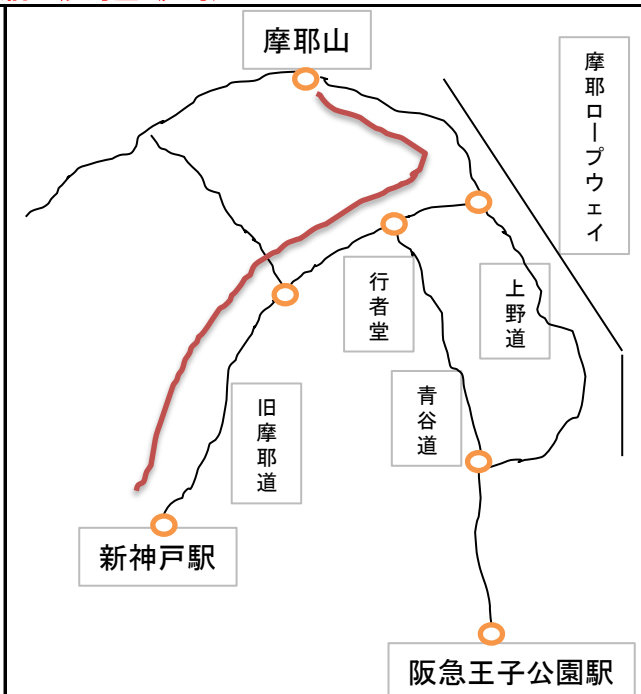 摩耶山
摩耶ロープウェイ
行者堂
上野道
旧摩耶道
青谷道
新神戸駅
阪急王子公園駅